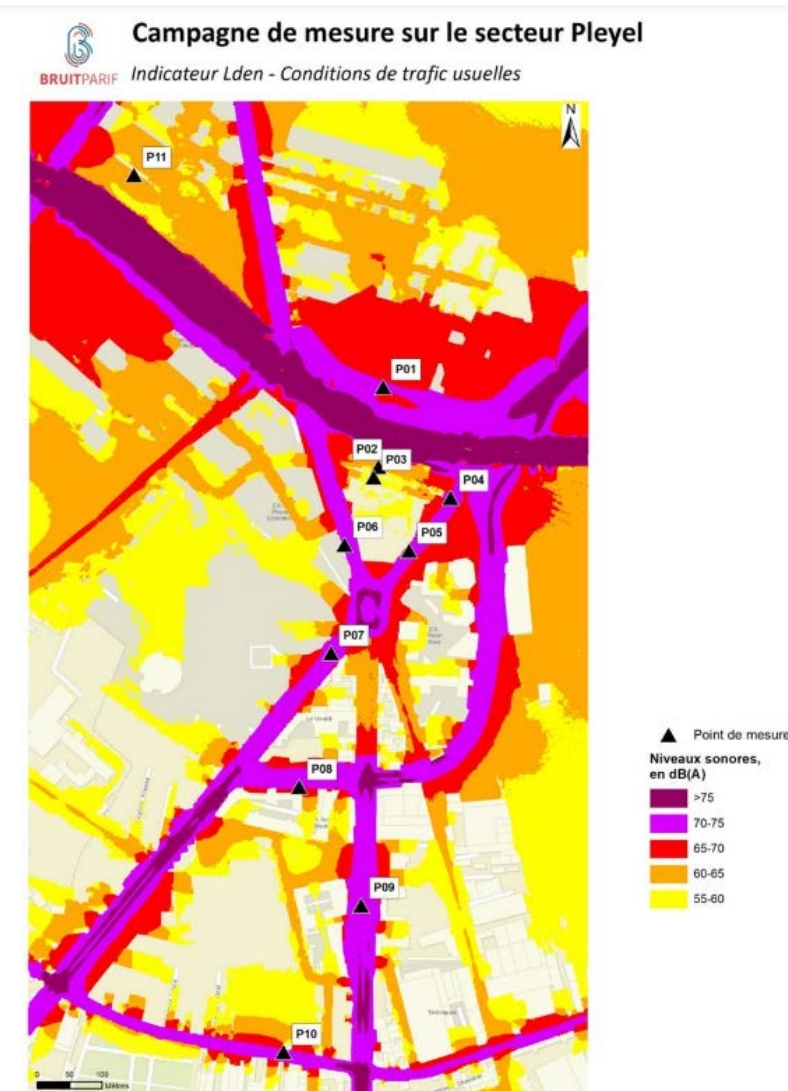 Campagne de mesure sur le secteur Pleyel
BRUITPARIF
Indicateur Lden - Conditions de trafic usuelles
N
P11
P01
P02
P03
P04
P06
P05
P07
P08
P09
P10
0 50 100
Mètres
Point de mesure
Niveaux sonores,
en dB(A)
>75
70-75
65-70
60-65
55-60